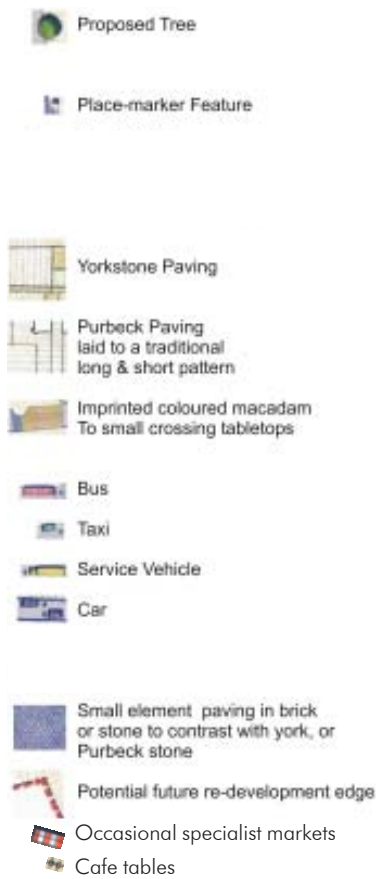 Proposed Tree
Place-marker Feature
Yorkstone Paving
Purbeck Paving
laid to a traditional
long & short pattern
Imprinted coloured macadam
To small crossing tabletops
Bus
Taxi
Service Vehicle
Car
Small element paving in brick
or stone to contrast with york, or
Purbeck stone
Potential future re-development edge
Occasional specialist markets
Cafe tables